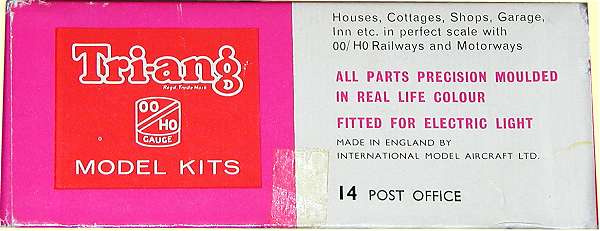 Tri-ang
Regd. Trade Mark
OO
HO
GAUGE
MODEL KITS
Houses, Cottages, Shops, Garage,
Inn etc. in perfect scale with
OO/HO Railways and Motorways
ALL PARTS PRECISION MOULDED
IN REAL LIFE COLOUR
FITTED FOR ELECTRIC LIGHT
MADE IN ENGLAND BY
INTERNATIONAL MODEL AIRCRAFT LTD.
14 POST OFFICE